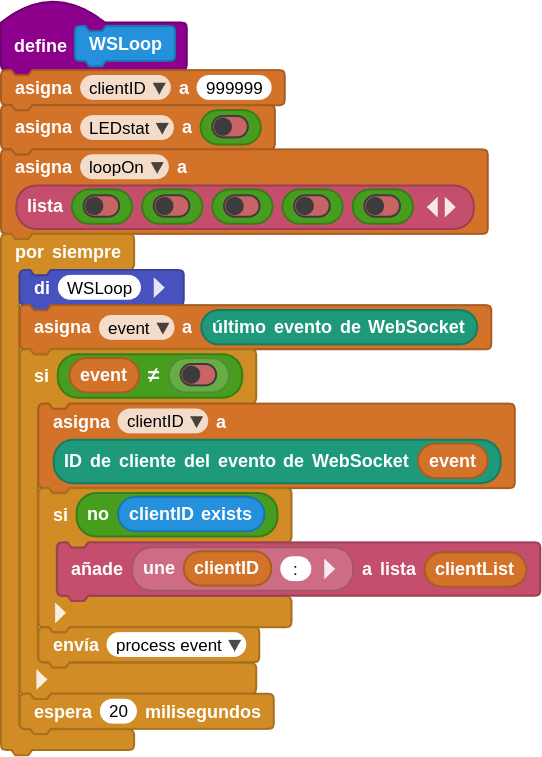 define WSLoop
asigna clientID a 999999
asigna LEDstat a
asigna loopOn a
lista
por siempre
di WSLoop
asigna event a último evento de WebSocket
si event ≠
asigna clientID a
ID de cliente del evento de WebSocket event
si no clientID exists
añade une clientID : a lista clientList
envía process event
espera 20 milisegundos